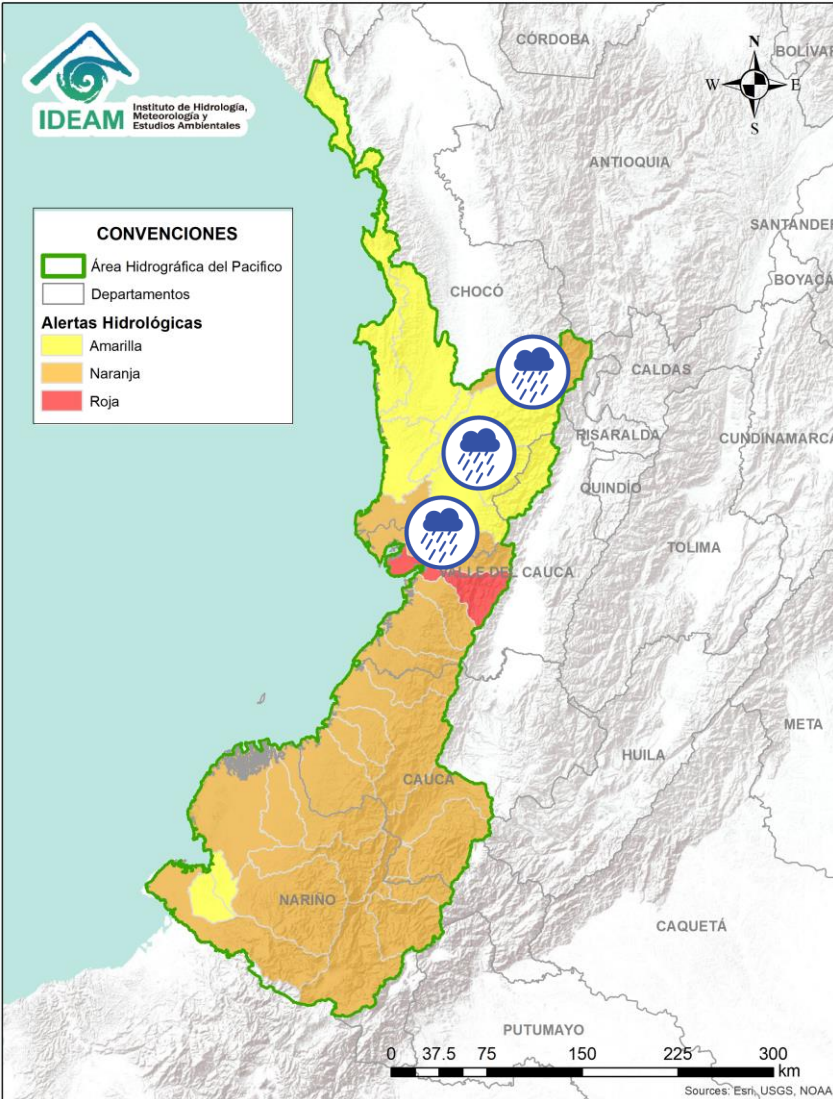 IDEAM
Instituto de Hidrología,
Meteorología y
Estudios Ambientales
CÓRDOBA
BOLÍVAR
N
W
E
S
ANTIOQUIA
SANTANDER
BOYACÁ
CONVENCIONES
Área Hidrográfica del Pacifico
Departamentos
Alertas Hidrológicas
Amarilla
Naranja
Roja
CHOCÓ
CALDAS
RISARALDA
CUNDINAMARCA
QUINDÍO
TOLIMA
VALLE DEL CAUCA
META
HUILA
CAUCA
NARIÑO
CAQUETÁ
PUTUMAYO
0 37.5 75 150 225 300
km
Sources: Esri, USGS, NOAA